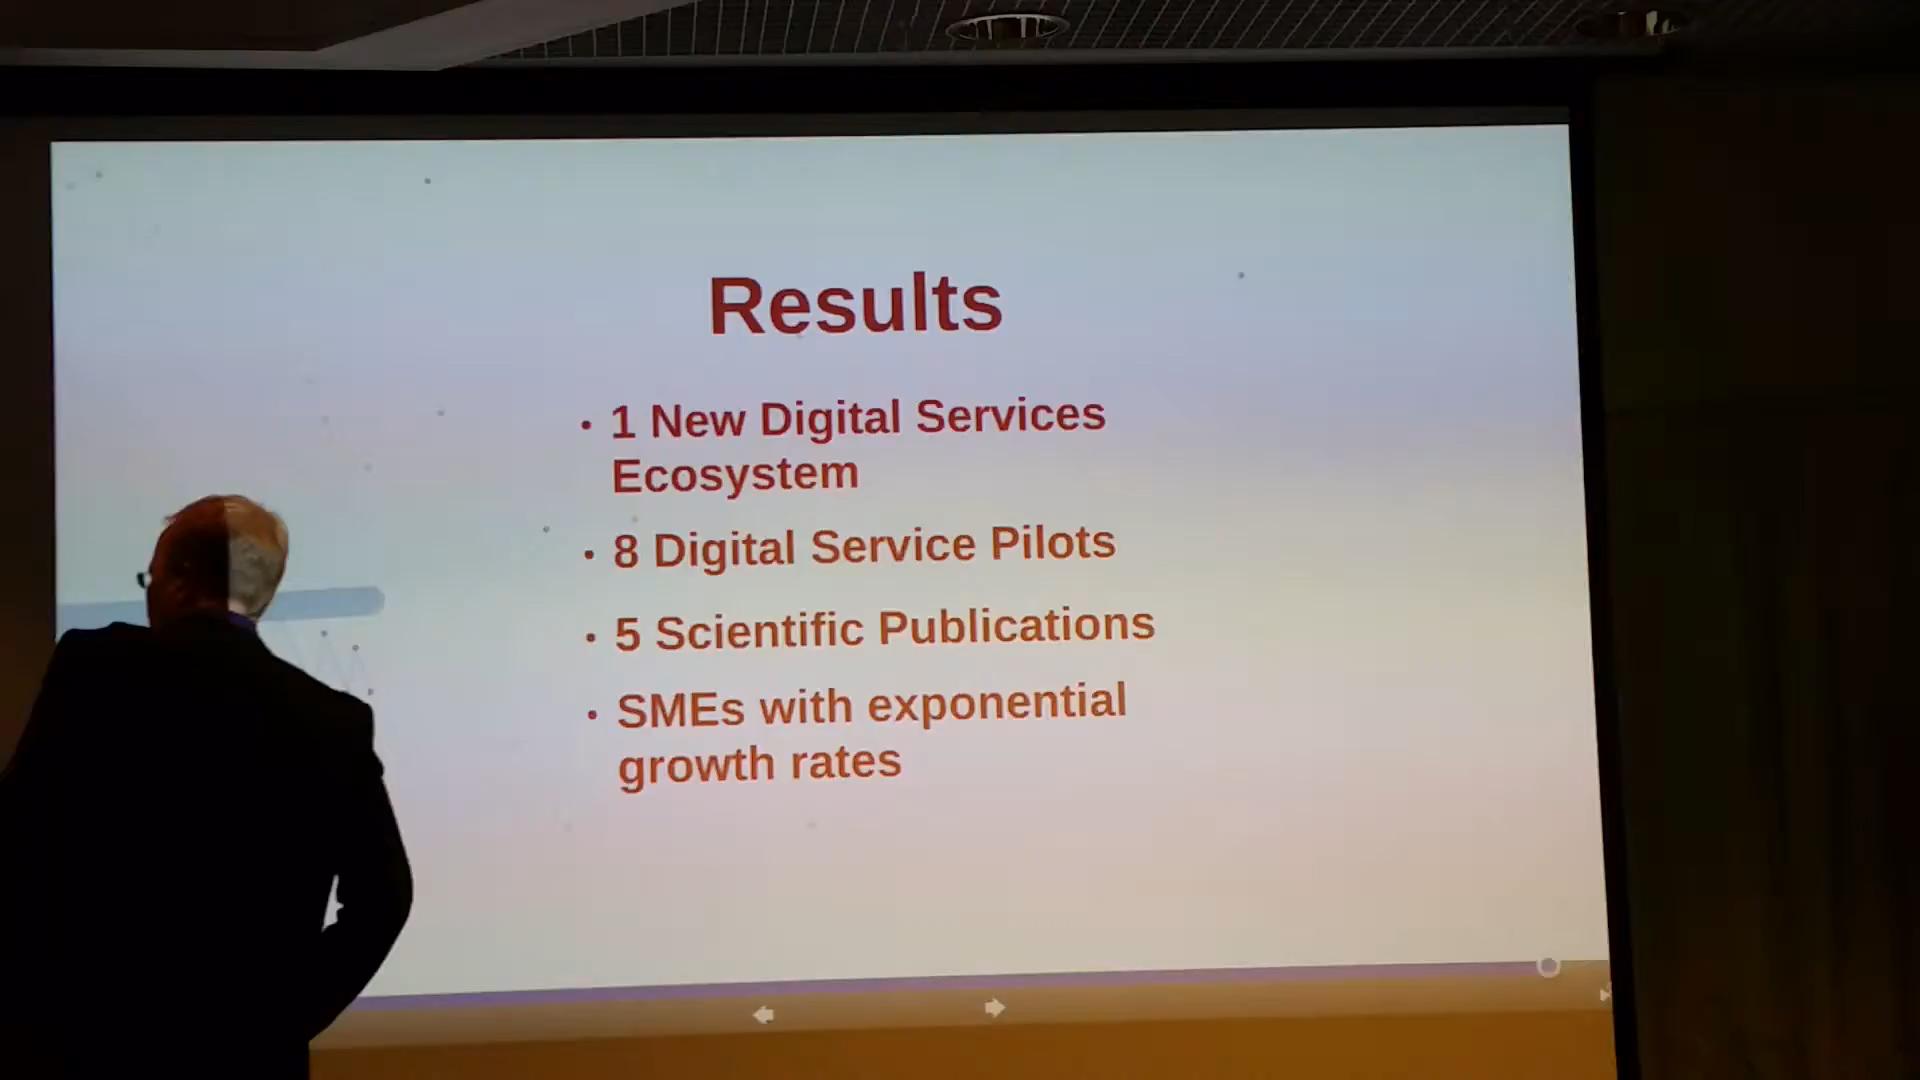 Results
• 1 New Digital Services
Ecosystem
• 8 Digital Service Pilots
• 5 Scientific Publications
• SMEs with exponential
growth rates